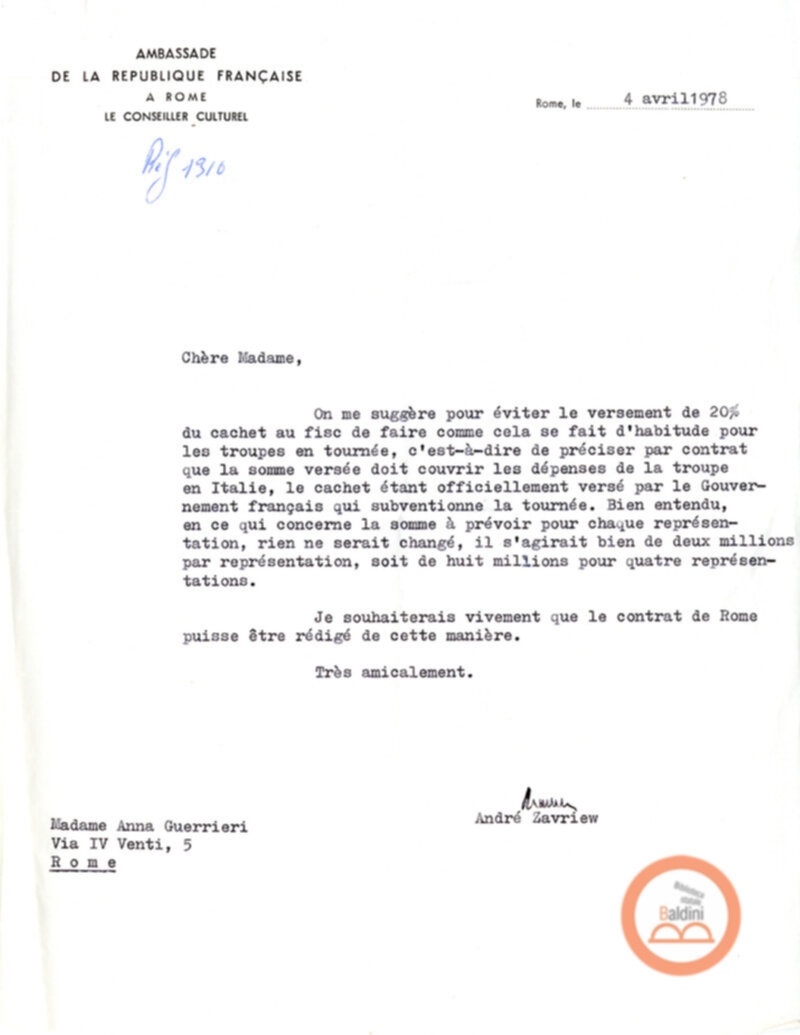 AMBASSADE
DE LA REPUBLIQUE FRANÇAISE
A ROME
LE CONSEILLER CULTUREL
Rome, le 4 avril1978
1310
Chère Madame,
On me suggère pour éviter le versement de 20%
du cachet au fisc de faire comme cela se fait d'habitude pour
les troupes en tournée, c'est-à-dire de préciser par contrat
que la somme versée doit couvrir les dépenses de la troupe
en Italie, le cachet étant officiellement versé par le Gouver-
nement français qui subventionne la tournée. Bien entendu,
en ce qui concerne la somme à prévoir pour chaque représen-
tation, rien ne serait changé, il s'agirait bien de deux millions
par représentation, soit de huit millions pour quatre représen-
tations.
Je souhaiterais vivement que le contrat de Rome
puisse être rédigé de cette manière.
Très amicalement.
André Zavriew
Madame Anna Guerrieri
Via IV Venti, 5
R o m e
Biblioteca
statale
Baldini